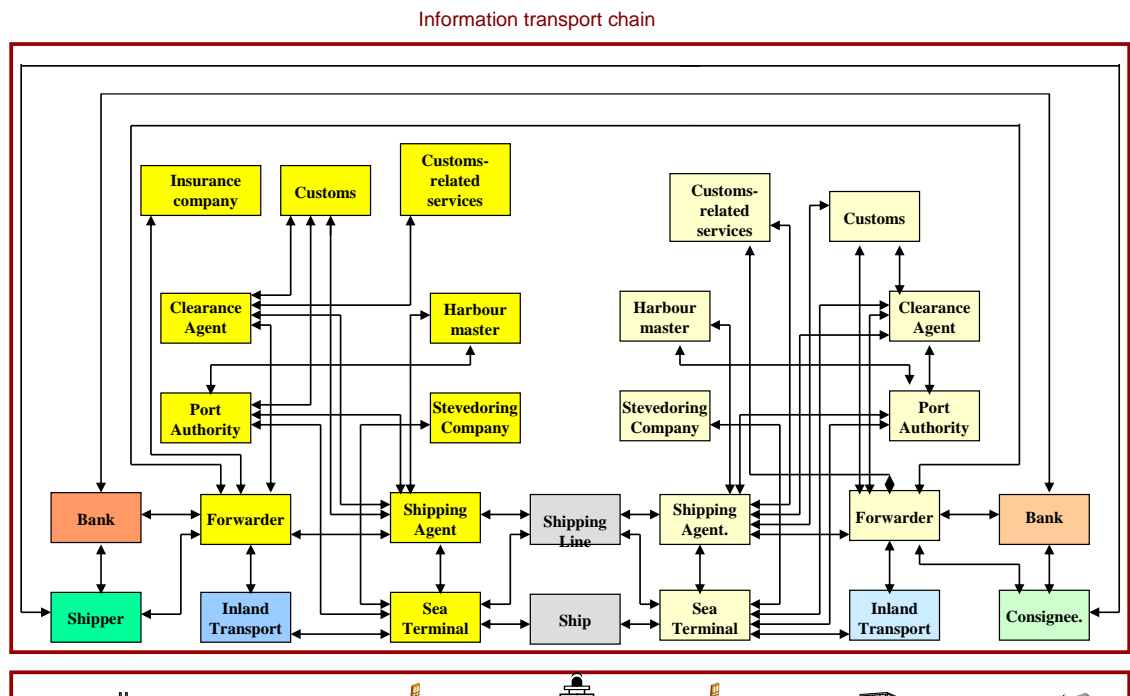 Information transport chain
Insurance
company
Customs
Customs-
related
services
Customs-
related
services
Customs
Clearance
Agent
Harbour
master
Harbour
master
Clearance
Agent
Port
Authority
Stevedoring
Company
Stevedoring
Company
Port
Authority
Bank
Forwarder
Shipping
Agent
Shipping
Line
Shipping
Agent.
Forwarder
Bank
Shipper
Inland
Transport
Sea
Terminal
Ship
Sea
Terminal
Inland
Transport
Consignee.